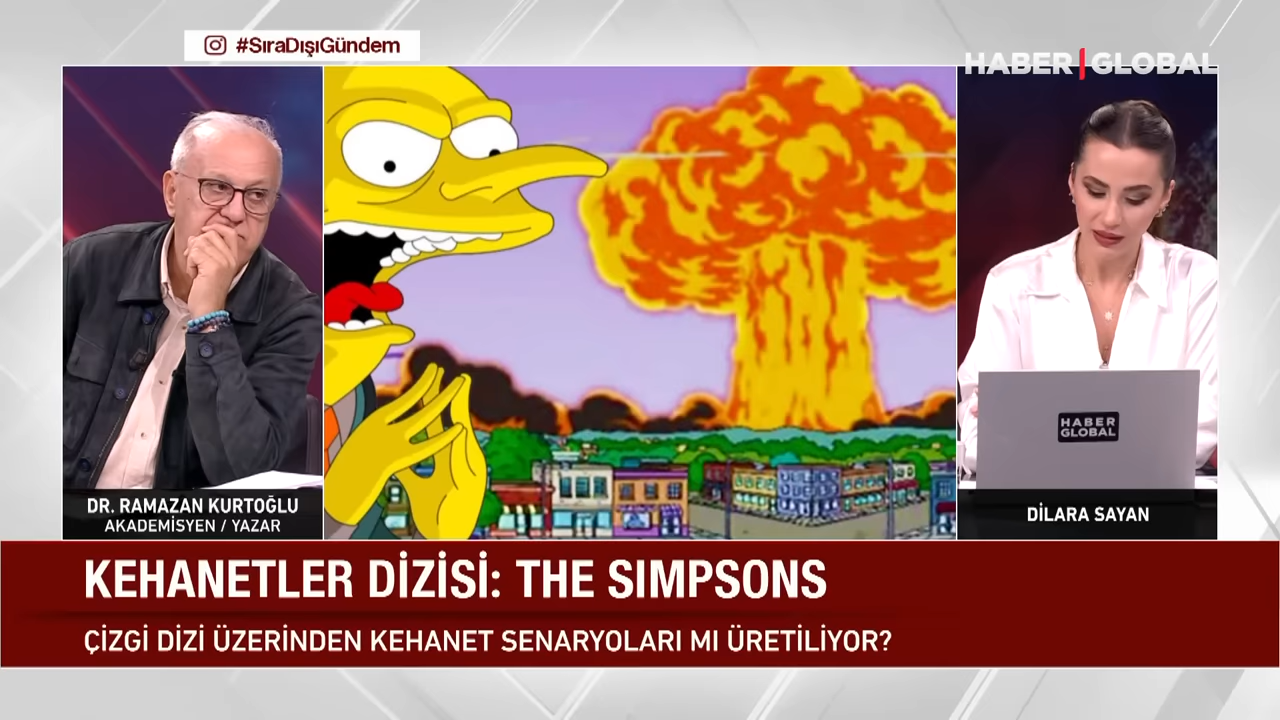 #SıraDışıGündem
HABER GLOBAL
HABER
GLOBAL
DR. RAMAZAN KURTOĞLU
AKADEMİSYEN / YAZAR
DİLARA SAYAN
KEHANETLER DİZİSİ: THE SIMPSONS
ÇİZGİ DİZİ ÜZERİNDEN KEHANET SENARYOLARI MI ÜRETİLİYOR?